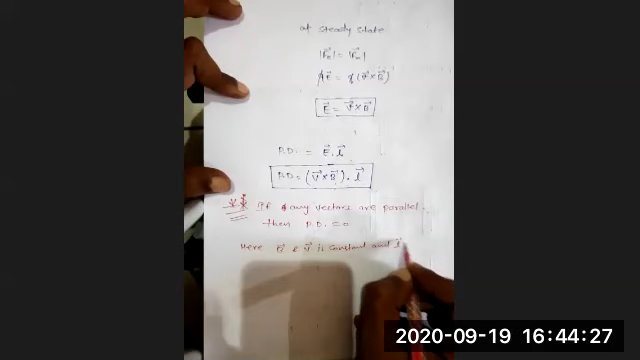 at Steady State
|F⃗e| = |F⃗m|
qE⃗ = q(V⃗×B⃗)
E⃗ = V⃗×B⃗
P.D. = E⃗.l⃗
P.D = (V⃗×B⃗).l⃗
If any vectors are parallel
then P.D. = 0
Here B⃗ & V⃗ is constant and l⃗
2020-09-19 16:44:27